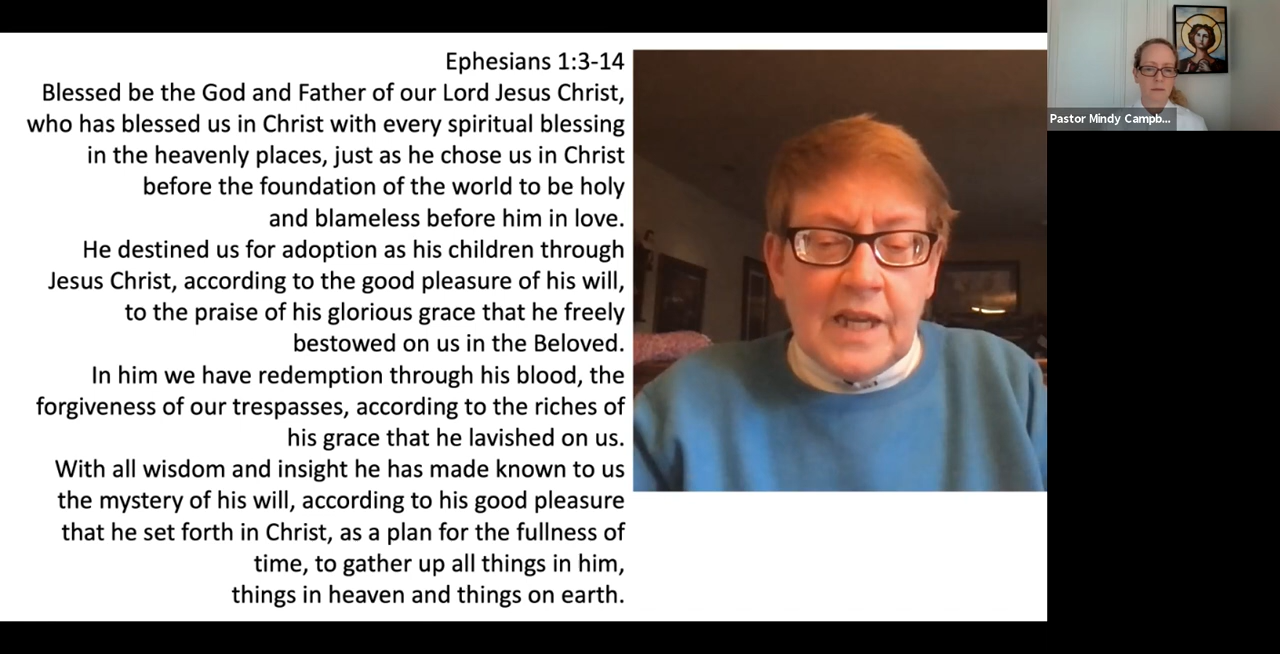 Ephesians 1:3-14
Blessed be the God and Father of our Lord Jesus Christ,
who has blessed us in Christ with every spiritual blessing
in the heavenly places, just as he chose us in Christ
before the foundation of the world to be holy
and blameless before him in love.
He destined us for adoption as his children through
Jesus Christ, according to the good pleasure of his will,
to the praise of his glorious grace that he freely
bestowed on us in the Beloved.
In him we have redemption through his blood, the
forgiveness of our trespasses, according to the riches of
his grace that he lavished on us.
With all wisdom and insight he has made known to us
the mystery of his will, according to his good pleasure
that he set forth in Christ, as a plan for the fullness of
time, to gather up all things in him,
things in heaven and things on earth.
Pastor Mindy Campb...